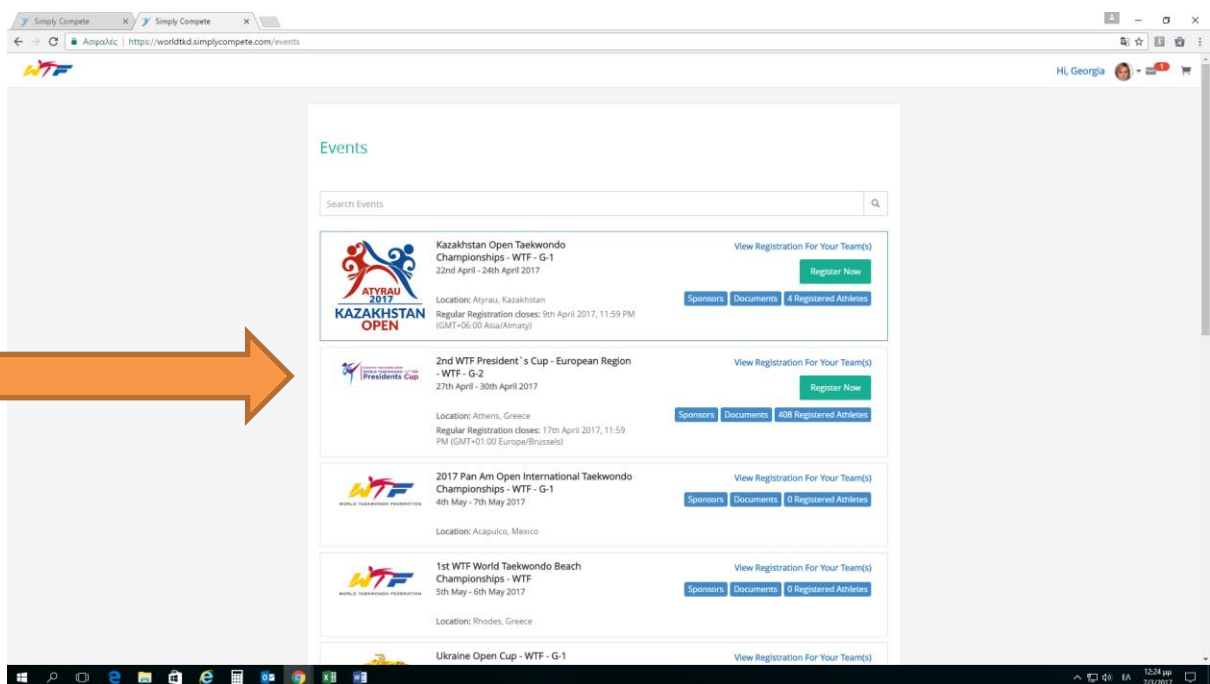 Simply Compete
Simply Compete
Ασφαλές | https://worldtkd.simplycompete.com/events
WTF
Hi, Georgia
1
Events
Search Events
ATYRAU
2017
KAZAKHSTAN
OPEN
Kazakhstan Open Taekwondo
Championships - WTF - G-1
22nd April - 24th April 2017
Location: Atyrau, Kazakhstan
Regular Registration closes: 9th April 2017, 11:59 PM
(GMT+06:00 Asia/Almaty)
View Registration For Your Team(s)
Register Now
Sponsors Documents 4 Registered Athletes
Presidents Cup
2nd WTF President`s Cup - European Region
- WTF - G-2
27th April - 30th April 2017
Location: Athens, Greece
Regular Registration closes: 17th April 2017, 11:59
PM (GMT+01:00 Europe/Brussels)
View Registration For Your Team(s)
Register Now
Sponsors Documents 408 Registered Athletes
WTF
WORLD TAEKWONDO FEDERATION
2017 Pan Am Open International Taekwondo
Championships - WTF - G-1
4th May - 7th May 2017
Location: Acapulco, Mexico
View Registration For Your Team(s)
Sponsors Documents 0 Registered Athletes
WTF
WORLD TAEKWONDO FEDERATION
1st WTF World Taekwondo Beach
Championships - WTF
5th May - 6th May 2017
Location: Rhodes, Greece
View Registration For Your Team(s)
Sponsors Documents 0 Registered Athletes
Ukraine Open Cup - WTF - G-1
View Registration For Your Team(s)
ΕΛ
12:24 μμ
7/3/2017